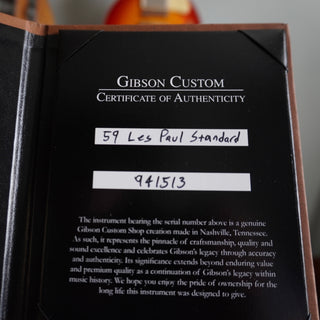 GIBSON CUSTOM
CERTIFICATE OF AUTHENTICITY
59 Les Paul Standard
941513
The instrument bearing the serial number above is a genuine
Gibson Custom Shop creation made in Nashville, Tennessee.
As such, it represents the pinnacle of craftsmanship, quality and
sound excellence and celebrates Gibson's legacy through accuracy
and authenticity. Its significance extends beyond enduring value
and premium quality as a continuation of Gibson's legacy within
music history. We hope you enjoy the pride of ownership for the
long life this instrument was designed to give.